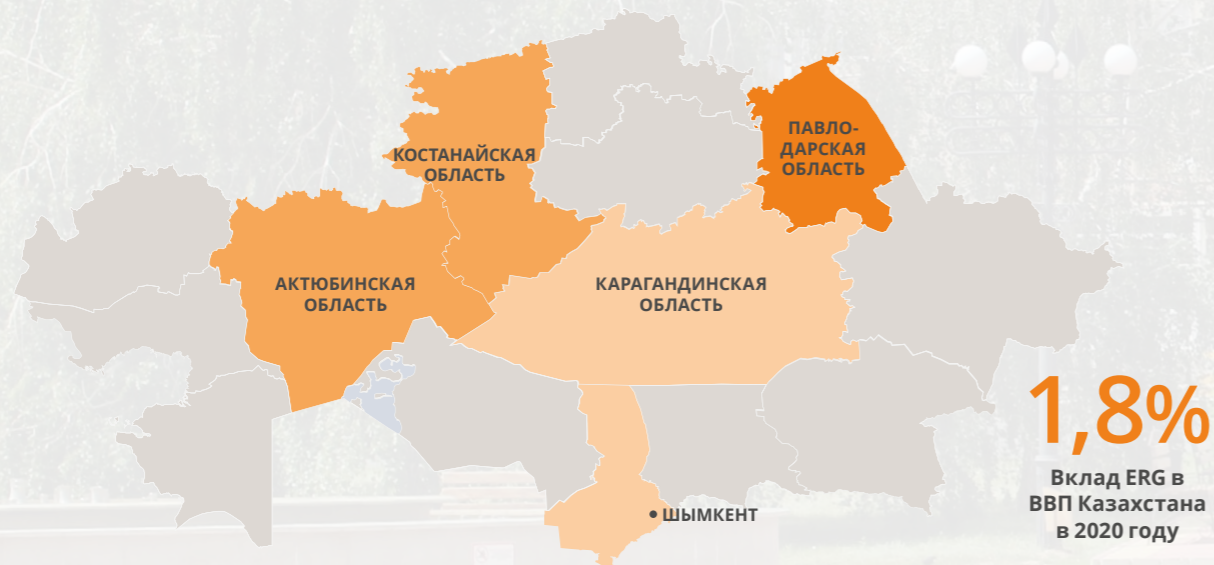 ПАВЛО-
ДАРСКАЯ
ОБЛАСТЬ
КОСТАНАЙСКАЯ
ОБЛАСТЬ
АКТЮБИНСКАЯ
ОБЛАСТЬ
КАРАГАНДИНСКАЯ
ОБЛАСТЬ
1,8%
Вклад ERG в
ВВП Казахстана
в 2020 году
ШЫМКЕНТ